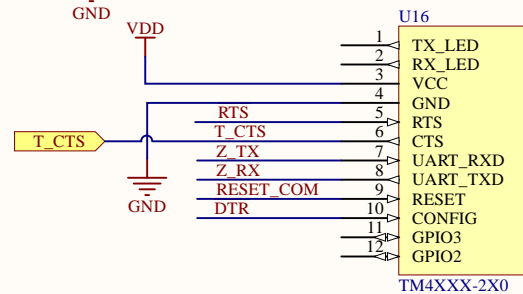 GND
U16
VDD
1 TX_LED
2 RX_LED
3 VCC
4 GND
RTS 5 RTS
T_CTS T_CTS 6 CTS
Z_TX 7 UART_RXD
Z_RX 8 UART_TXD
RESET_COM 9 RESET
DTR 10 CONFIG
11 GPIO3
12 GPIO2
GND
TM4XXX-2X0